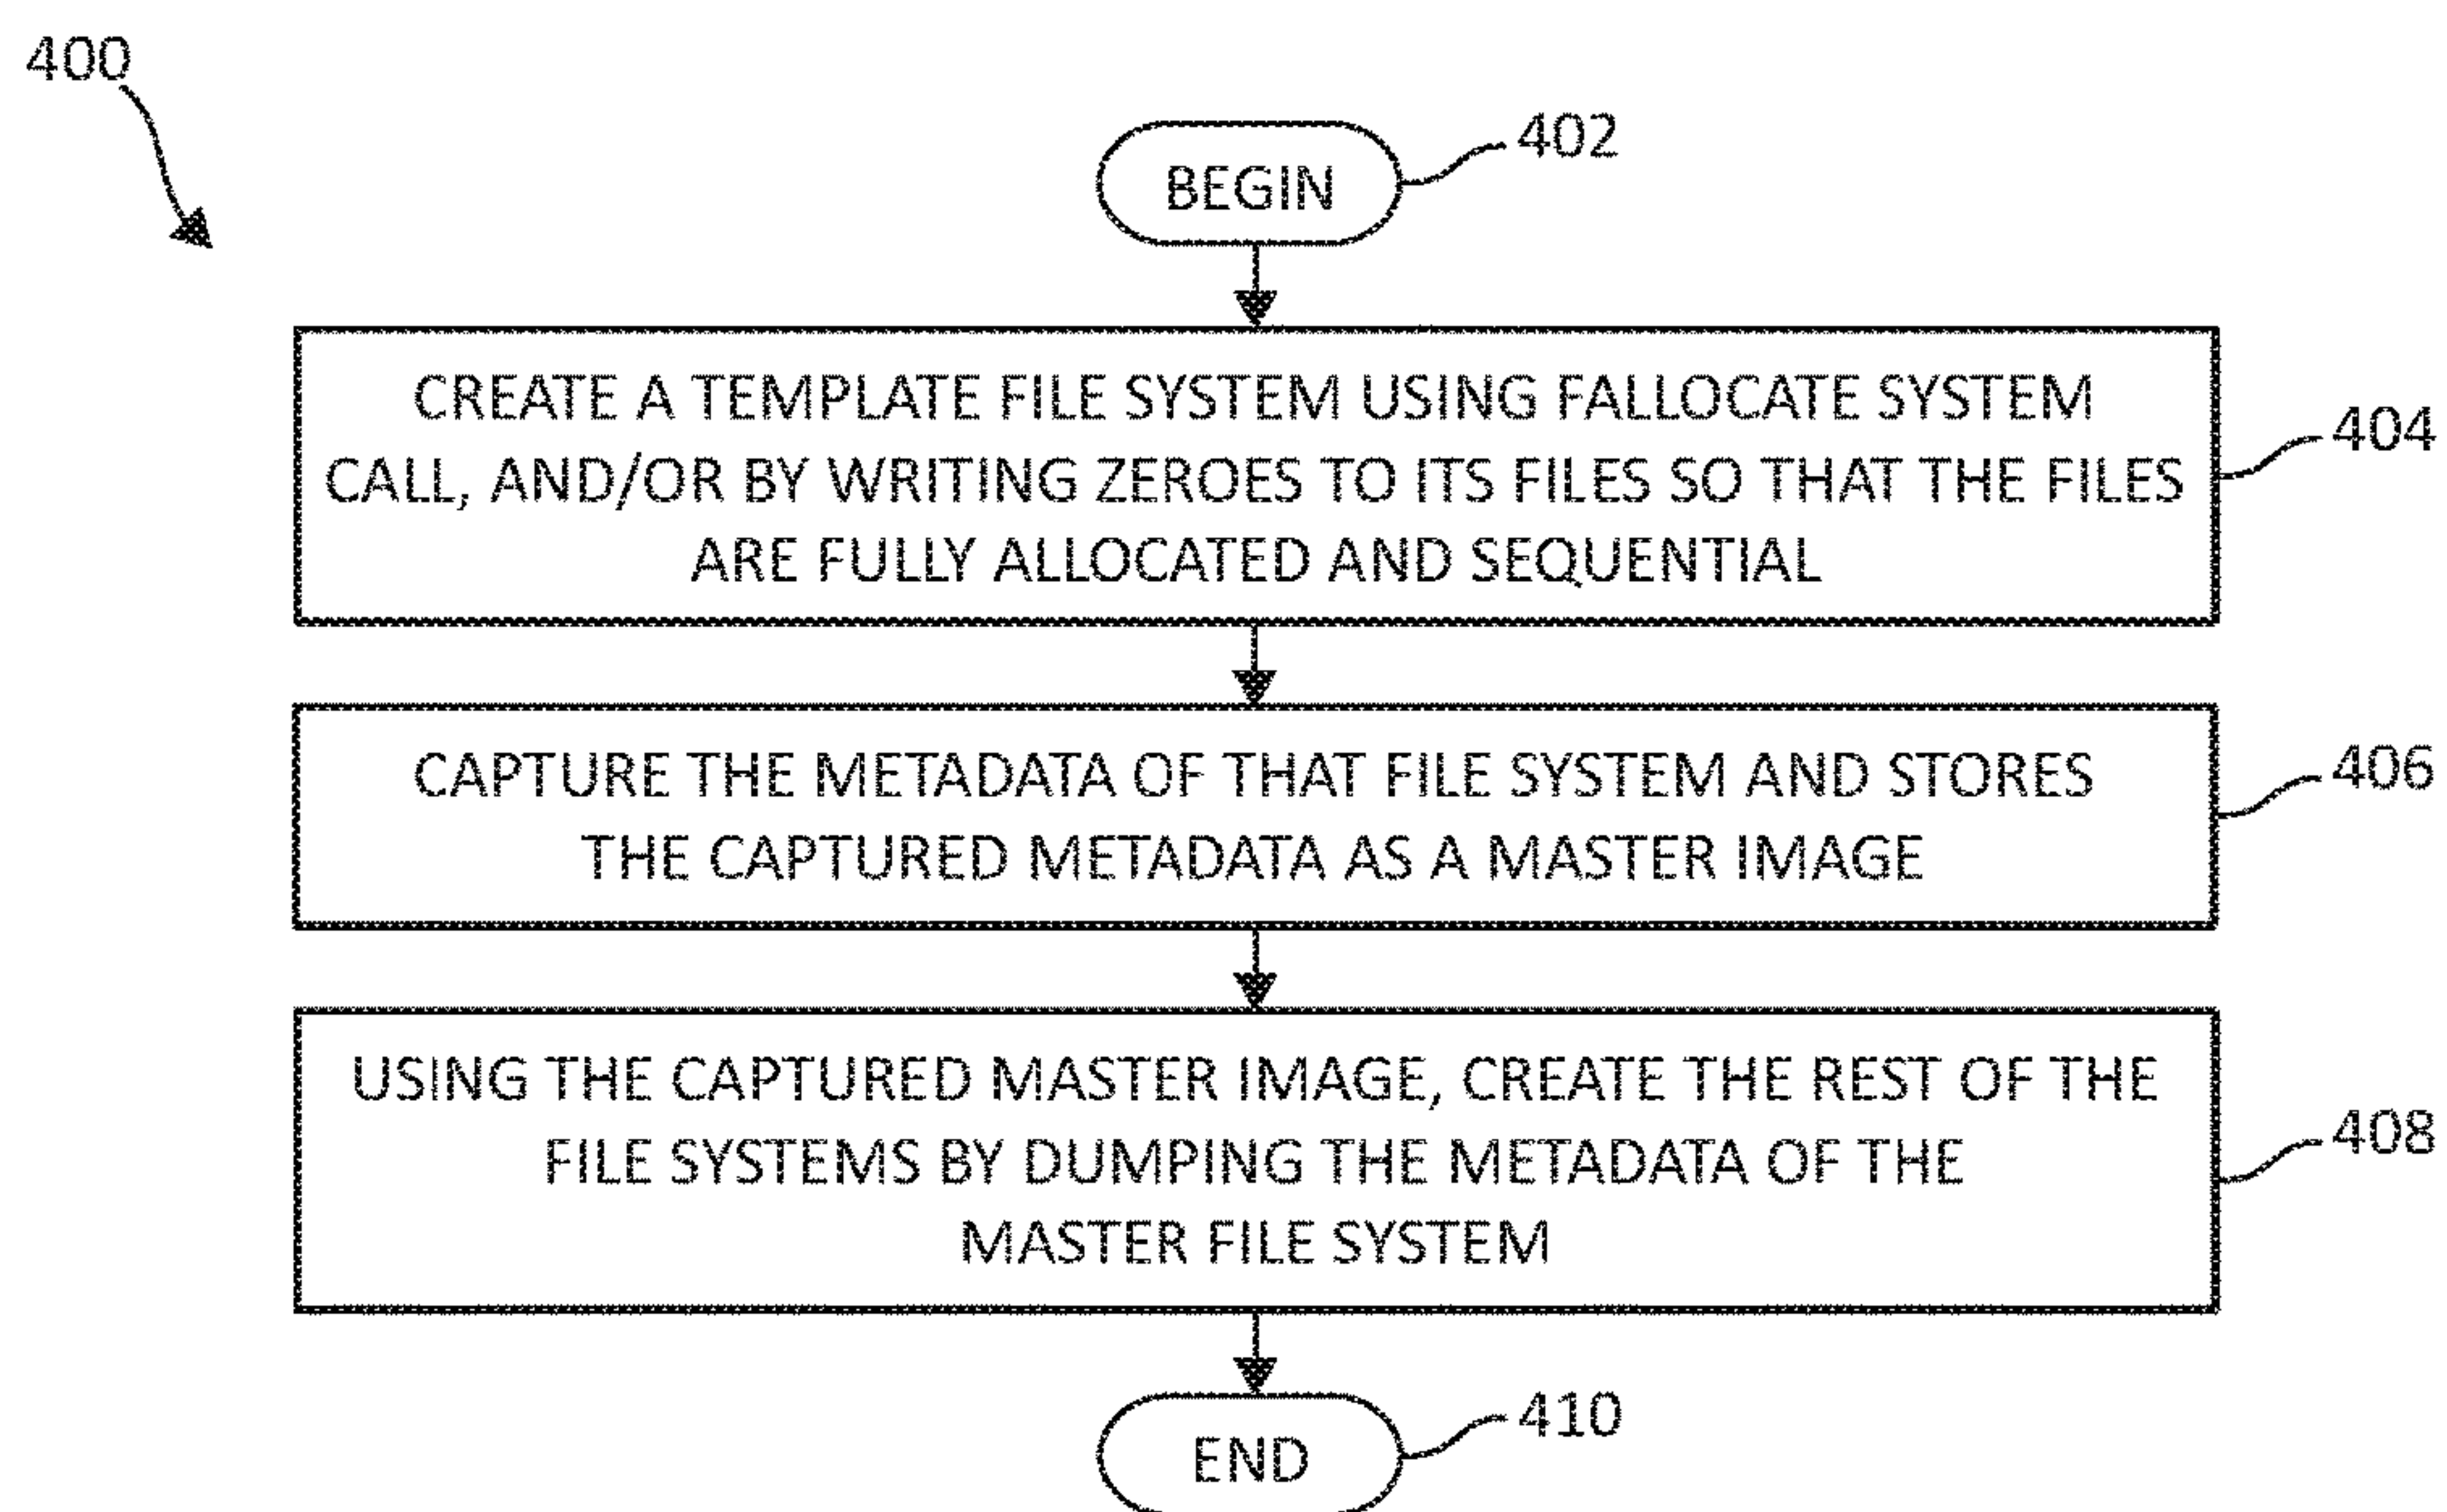 400
BEGIN
402
CREATE A TEMPLATE FILE SYSTEM USING FALLOCATE SYSTEM
CALL, AND/OR BY WRITING ZEROES TO ITS FILES SO THAT THE FILES
ARE FULLY ALLOCATED AND SEQUENTIAL
404
CAPTURE THE METADATA OF THAT FILE SYSTEM AND STORES
THE CAPTURED METADATA AS A MASTER IMAGE
406
USING THE CAPTURED MASTER IMAGE, CREATE THE REST OF THE
FILE SYSTEMS BY DUMPING THE METADATA OF THE
MASTER FILE SYSTEM
408
END
410